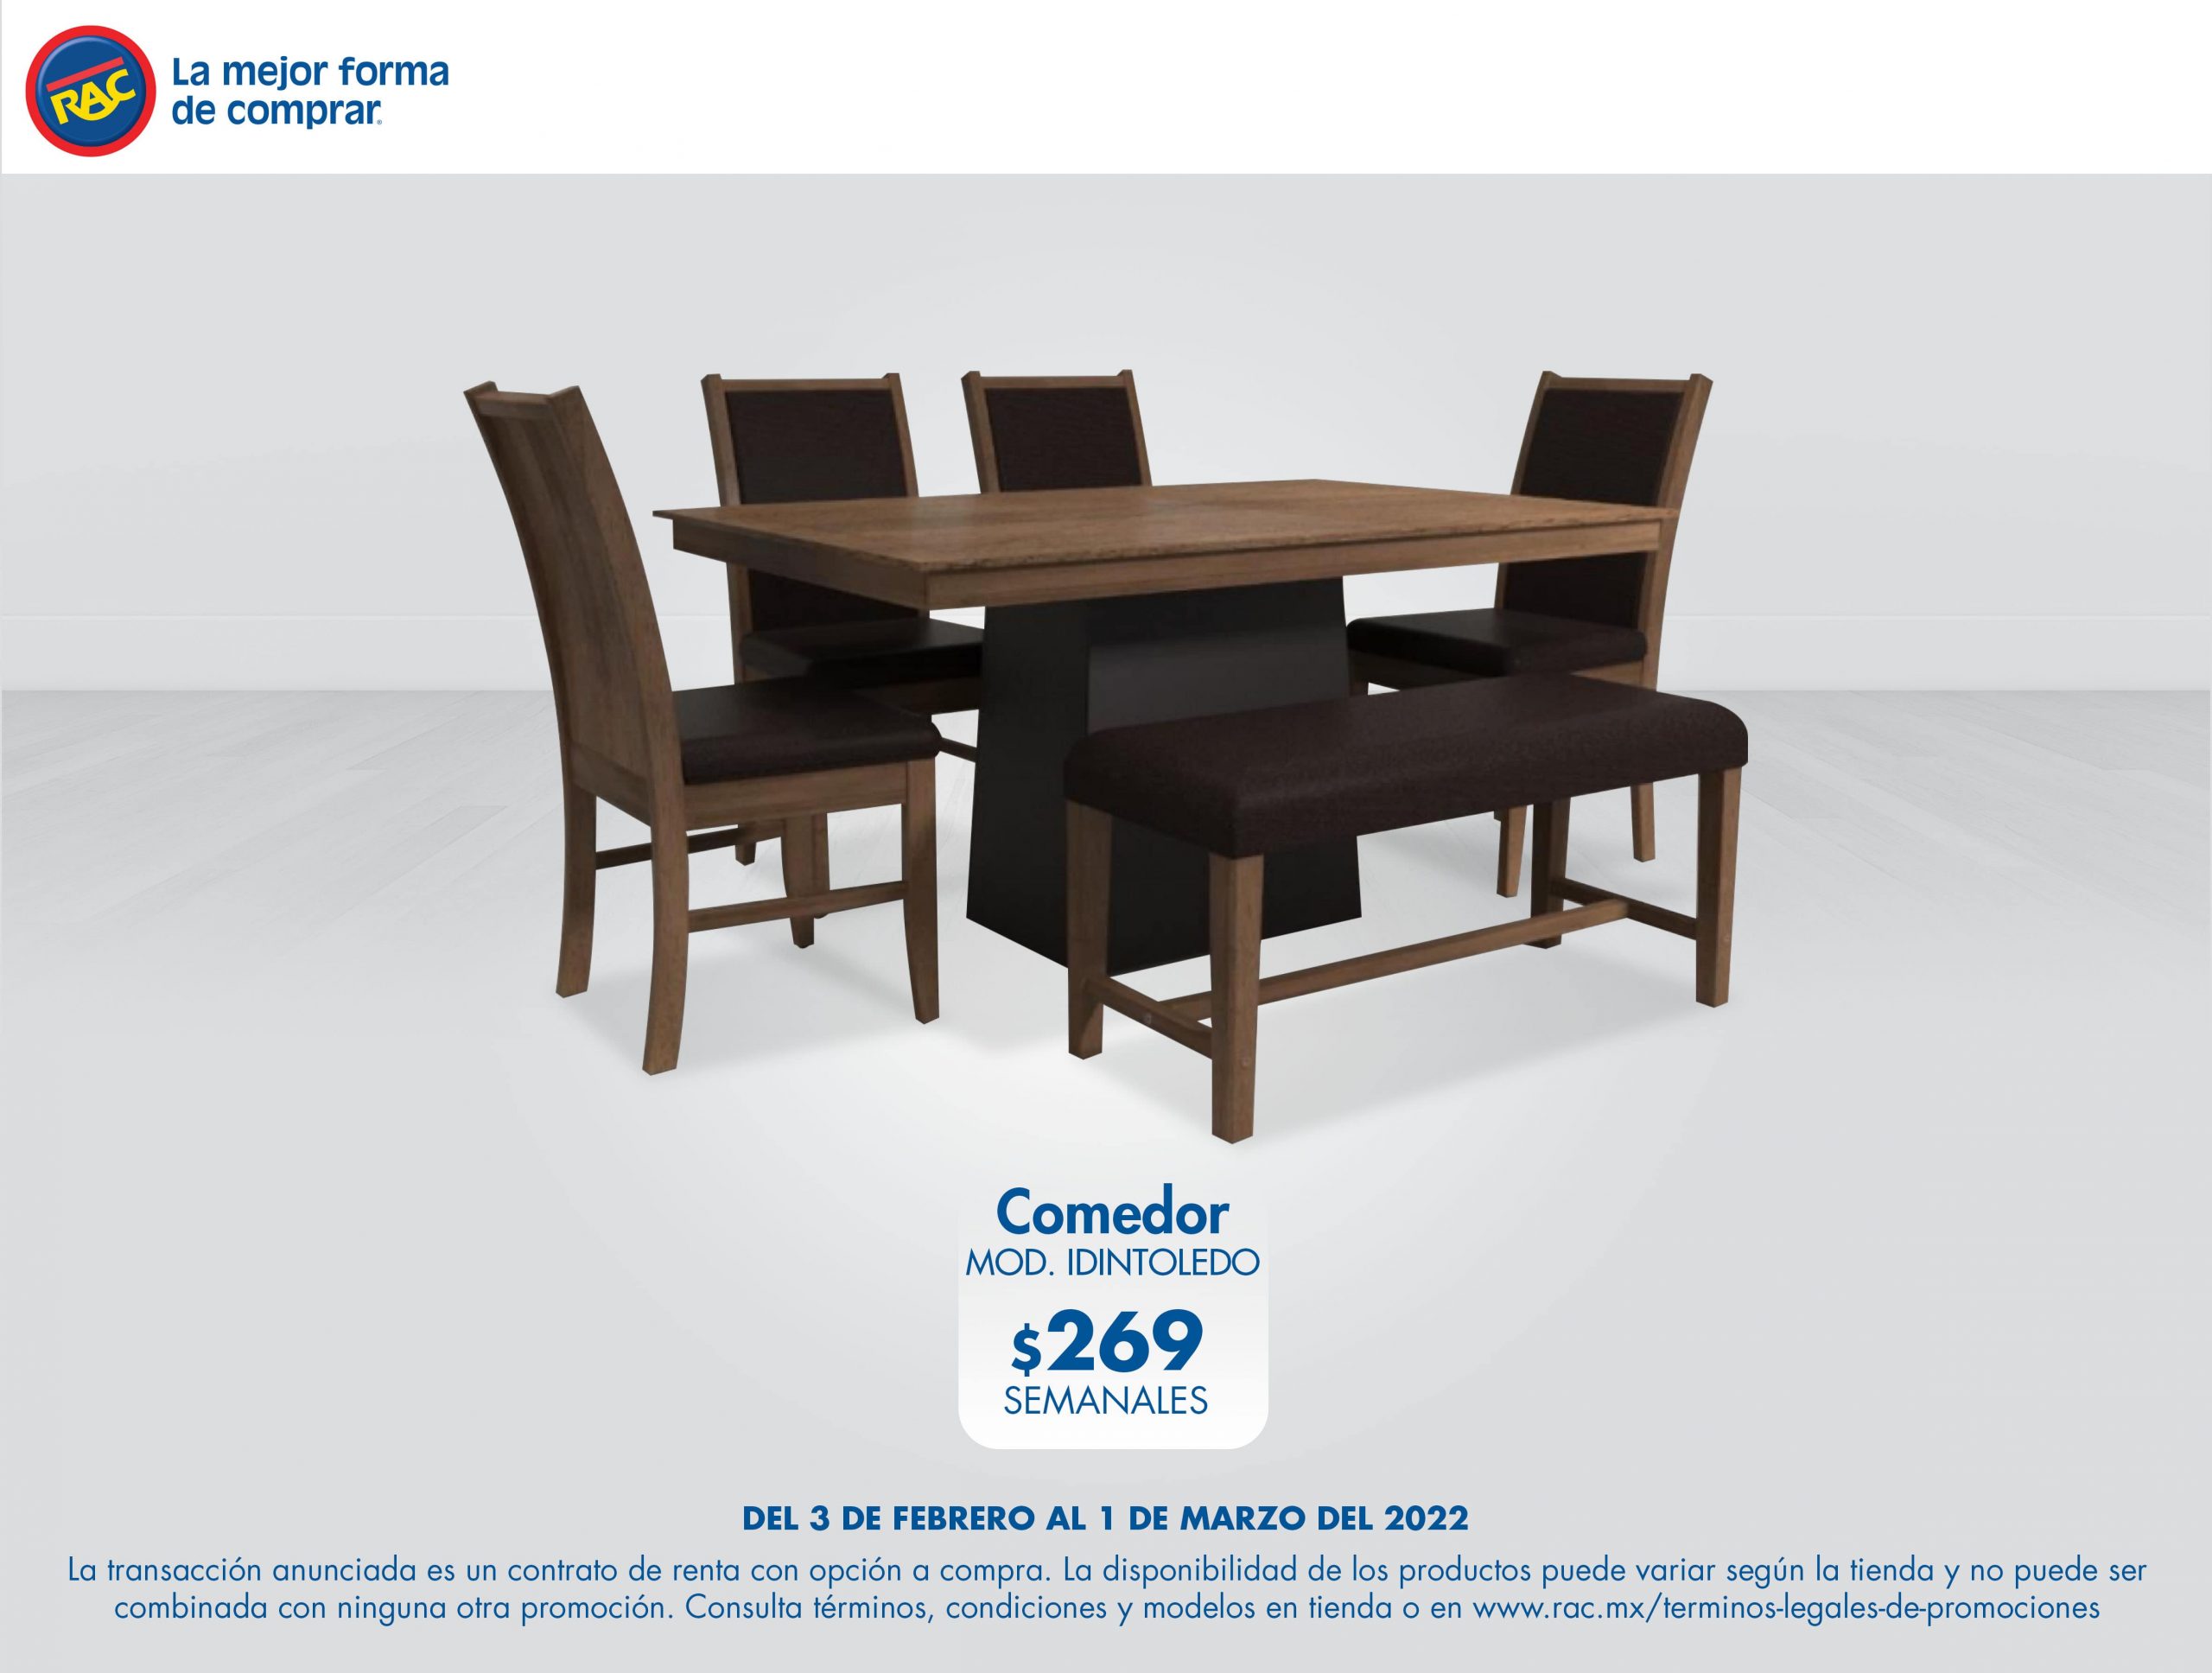 RAC
La mejor forma
de comprar®
Comedor
MOD. IDINTOLEDO
$269
SEMANALES
DEL 3 DE FEBRERO AL 1 DE MARZO DEL 2022
La transacción anunciada es un contrato de renta con opción a compra. La disponibilidad de los productos puede variar según la tienda y no puede ser
combinada con ninguna otra promoción. Consulta términos, condiciones y modelos en tienda o en www.rac.mx/terminos-legales-de-promociones